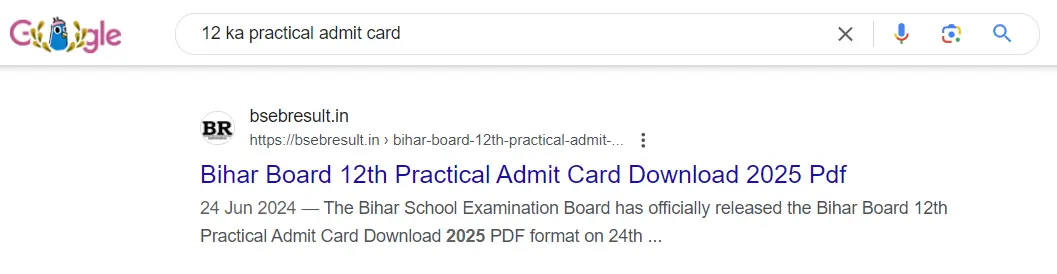 Google
12 ka practical admit card
BR
bsebresult.in
https://bsebresult.in › bihar-board-12th-practical-admit-...
Bihar Board 12th Practical Admit Card Download 2025 Pdf
24 Jun 2024 — The Bihar School Examination Board has officially released the Bihar Board 12th
Practical Admit Card Download 2025 PDF format on 24th ...